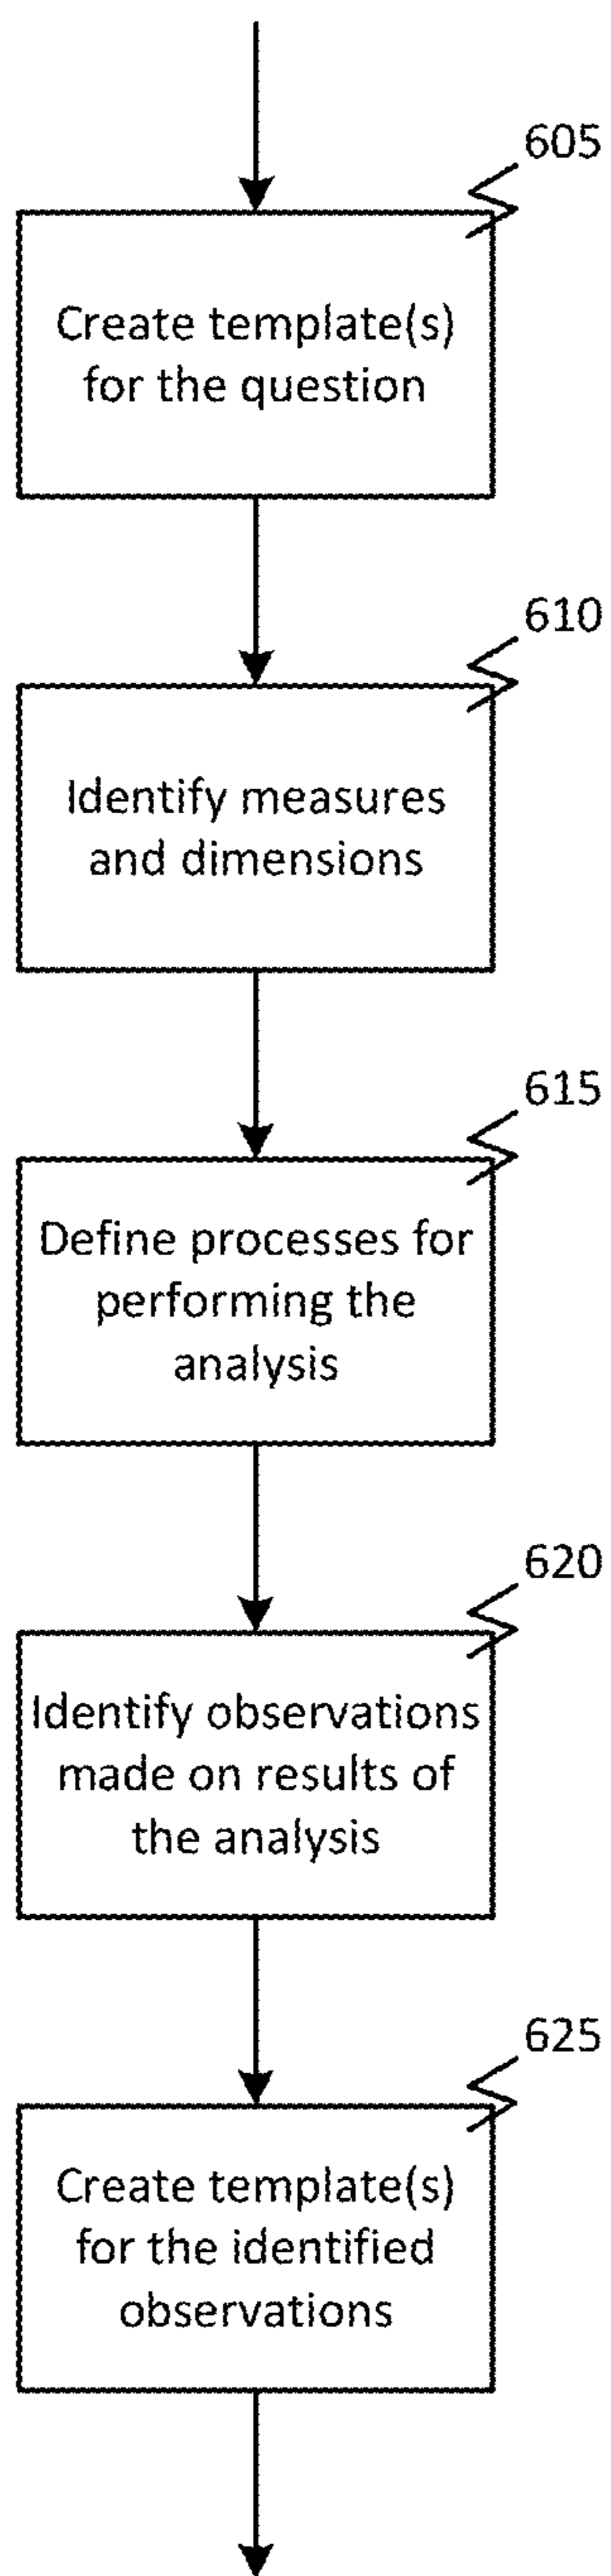 605
Create template(s)
for the question
610
Identify measures
and dimensions
615
Define processes for
performing the
analysis
620
Identify observations
made on results of
the analysis
625
Create template(s)
for the identified
observations